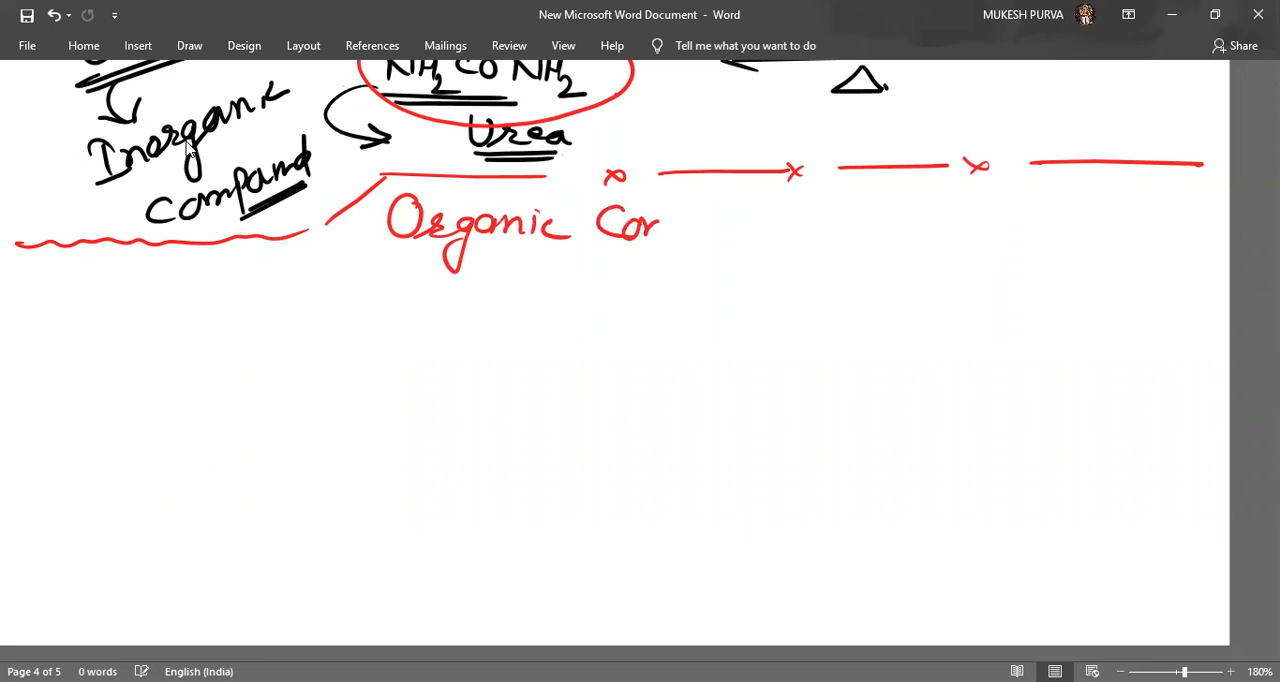 New Microsoft Word Document - Word
MUKESH PURVA
File Home Insert Draw Design Layout References Mailings Review View Help Tell me what you want to do Share
NH2 CO NH2
Δ
Urea
Inorganic
Compand
Organic Cor
Page 4 of 5 0 words English (India) 180%